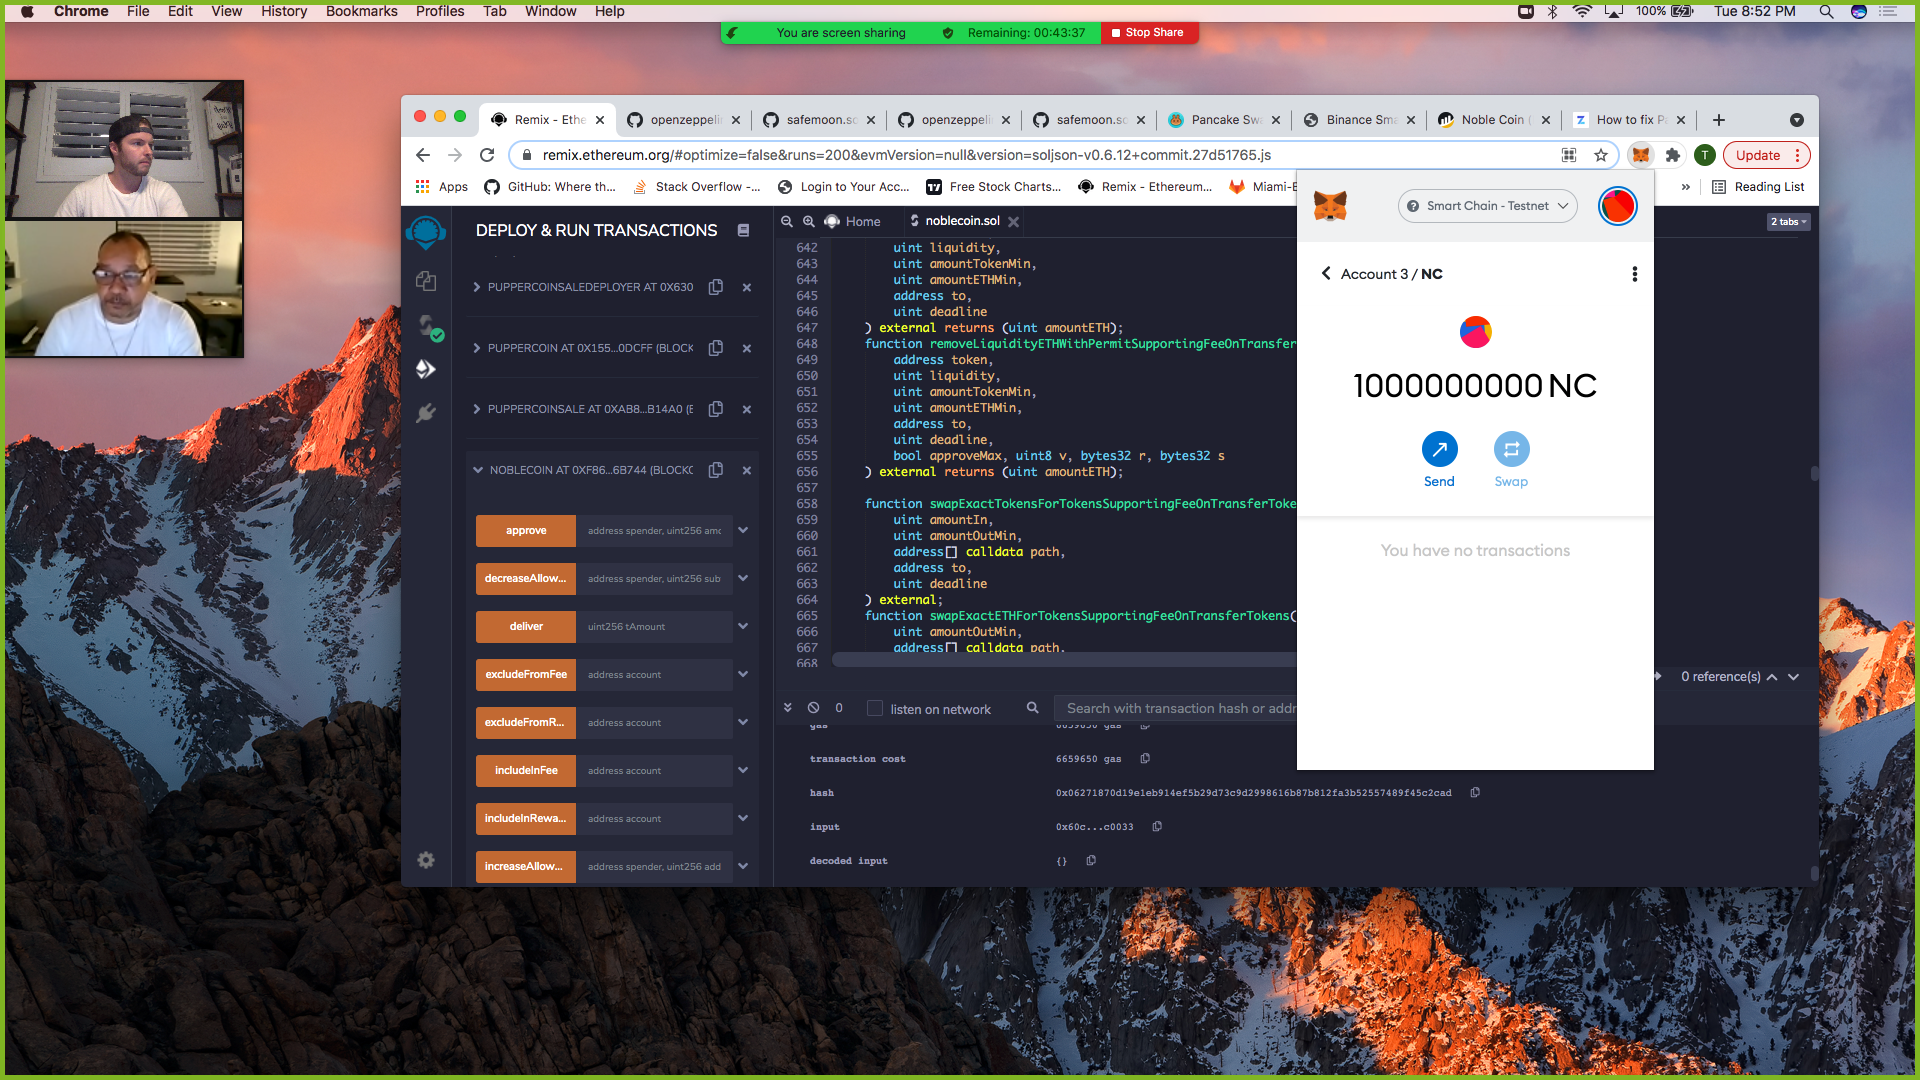 Chrome File Edit View History Bookmarks Profiles Tab Window Help
100% Tue 8:52 PM
You are screen sharing Remaining: 00:43:37 Stop Share
Remix - Ethe openzeppeli safemoon.so openzeppeli safemoon.so Pancake Swa Binance Sma Noble Coin ( How to fix P
remix.ethereum.org/#optimize=false&runs=200&evmVersion=null&version=soljson-v0.6.12+commit.27d51765.js
T Update
Apps GitHub: Where th... Stack Overflow -... Login to Your Acc... Free Stock Charts... Remix - Ethereum... Miami-E » Reading List
DEPLOY & RUN TRANSACTIONS
PUPPERCOINSALEDEPLOYER AT 0X630
PUPPERCOIN AT 0X155...0DCFF (BLOCK
PUPPERCOINSALE AT 0XAB8...B14A0 (E
NOBLECOIN AT 0XF86...6B744 (BLOCKC
approve address spender, uint256 amc
decreaseAllow... address spender, uint256 sub
deliver uint256 tAmount
excludeFromFee address account
excludeFromR... address account
includeInFee address account
includeInRewa... address account
increaseAllow... address spender, uint256 add
Home noblecoin.sol 2 tabs
642 uint liquidity,
643 uint amountTokenMin,
644 uint amountETHMin,
645 address to,
646 uint deadline
647 ) external returns (uint amountETH);
648 function removeLiquidityETHWithPermitSupportingFeeOnTransfer
649 address token,
650 uint liquidity,
651 uint amountTokenMin,
652 uint amountETHMin,
653 address to,
654 uint deadline,
655 bool approveMax, uint8 v, bytes32 r, bytes32 s
656 ) external returns (uint amountETH);
657
658 function swapExactTokensForTokensSupportingFeeOnTransferToke
659 uint amountIn,
660 uint amountOutMin,
661 address[] calldata path,
662 address to,
663 uint deadline
664 ) external;
665 function swapExactETHForTokensSupportingFeeOnTransferTokens(
666 uint amountOutMin,
667 address[] calldata path,
668
0 reference(s)
0 listen on network Search with transaction hash or addr
gas 6659650 gas
transaction cost 6659650 gas
hash 0x06271870d19e1eb914ef5b29d73c9d2998616b87b812fa3b52557489f45c2cad
input 0x60c...c0033
decoded input {}
Smart Chain - Testnet
Account 3 / NC
1000000000 NC
Send Swap
You have no transactions